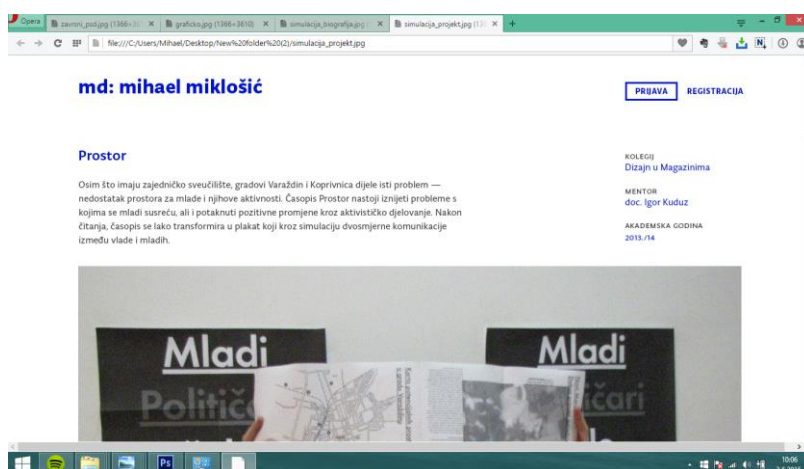 Opera
zavrsni_psd.jpg (1366×3
graficko.jpg (1366×3610)
simulacija_biografija.jpg
simulacija_projekt.jpg (13
file:///C:/Users/Mihael/Desktop/New%20folder%20(2)/simulacija_projekt.jpg
md: mihael miklošić
PRIJAVA
REGISTRACIJA
Prostor
Osim što imaju zajedničko sveučilište, gradovi Varaždin i Koprivnica dijele isti problem —
nedostatak prostora za mlade i njihove aktivnosti. Časopis Prostor nastoji iznijeti probleme s
kojima se mladi susreću, ali i potaknuti pozitivne promjene kroz aktivističko djelovanje. Nakon
čitanja, časopis se lako transformira u plakat koji kroz simulaciju dvosmjerne komunikacije
između vlade i mladih.
KOLEGIJ
Dizajn u Magazinima
MENTOR
doc. Igor Kuduz
AKADEMSKA GODINA
2013./14
Mladi
Mladi
Politič
ičari
Ps
10:06